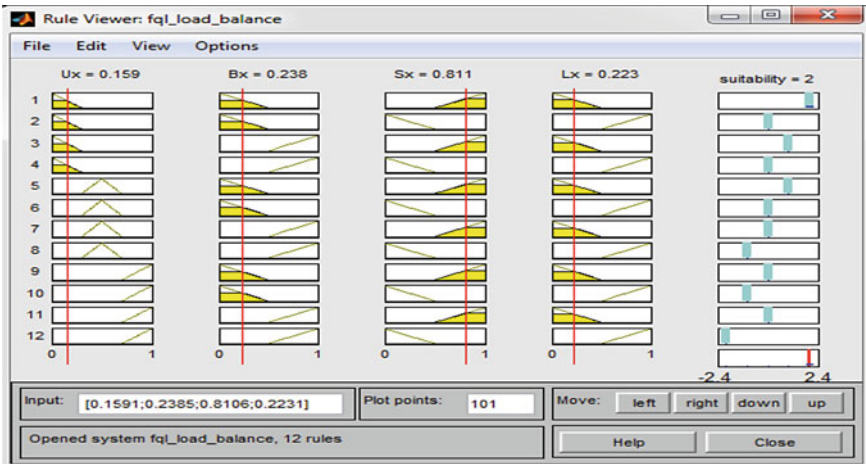 Rule Viewer: fql_load_balance
File Edit View Options
Ux = 0.159 Bx = 0.238 Sx = 0.811 Lx = 0.223 suitability = 2
1
2
3
4
5
6
7
8
9
10
11
12
0 1 0 1 0 1 0 1
-2.4 2.4
Input: [0.1591;0.2385;0.8106;0.2231] Plot points: 101 Move: left right down up
Opened system fql_load_balance, 12 rules Help Close